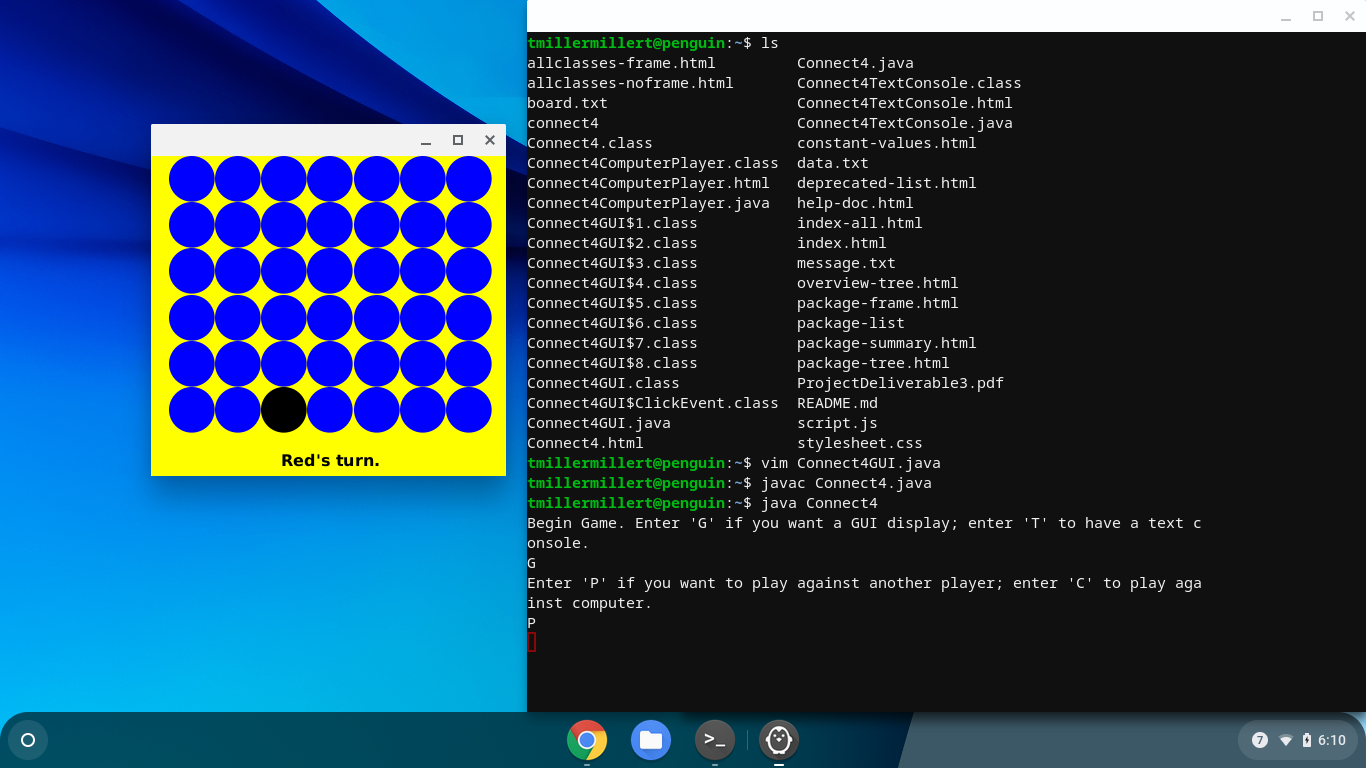 Red's turn.
tmillermillert@penguin:~$ ls
allclasses-frame.html Connect4.java
allclasses-noframe.html Connect4TextConsole.class
board.txt Connect4TextConsole.html
connect4 Connect4TextConsole.java
Connect4.class constant-values.html
Connect4ComputerPlayer.class data.txt
Connect4ComputerPlayer.html deprecated-list.html
Connect4ComputerPlayer.java help-doc.html
Connect4GUI$1.class index-all.html
Connect4GUI$2.class index.html
Connect4GUI$3.class message.txt
Connect4GUI$4.class overview-tree.html
Connect4GUI$5.class package-frame.html
Connect4GUI$6.class package-list
Connect4GUI$7.class package-summary.html
Connect4GUI$8.class package-tree.html
Connect4GUI.class ProjectDeliverable3.pdf
Connect4GUI$ClickEvent.class README.md
Connect4GUI.java script.js
Connect4.html stylesheet.css
tmillermillert@penguin:~$ vim Connect4GUI.java
tmillermillert@penguin:~$ javac Connect4.java
tmillermillert@penguin:~$ java Connect4
Begin Game. Enter 'G' if you want a GUI display; enter 'T' to have a text c
onsole.
G
Enter 'P' if you want to play against another player; enter 'C' to play aga
inst computer.
P
>_
7 6:10